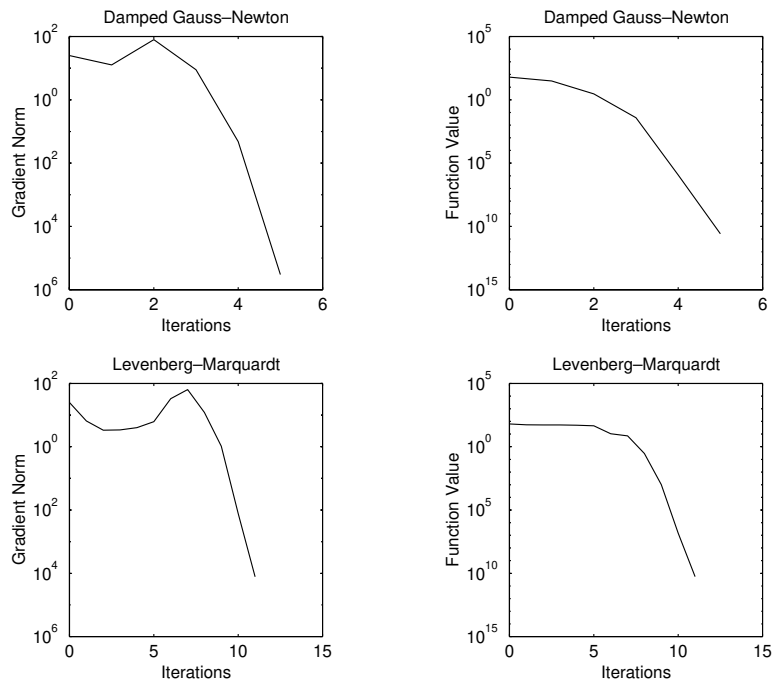 Damped Gauss–Newton
10^2
10^0
10^2
10^4
10^6
Gradient Norm
0 2 4 6
Iterations
Damped Gauss–Newton
10^5
10^0
10^5
10^10
10^15
Function Value
0 2 4 6
Iterations
Levenberg–Marquardt
10^2
10^0
10^2
10^4
10^6
Gradient Norm
0 5 10 15
Iterations
Levenberg–Marquardt
10^5
10^0
10^5
10^10
10^15
Function Value
0 5 10 15
Iterations